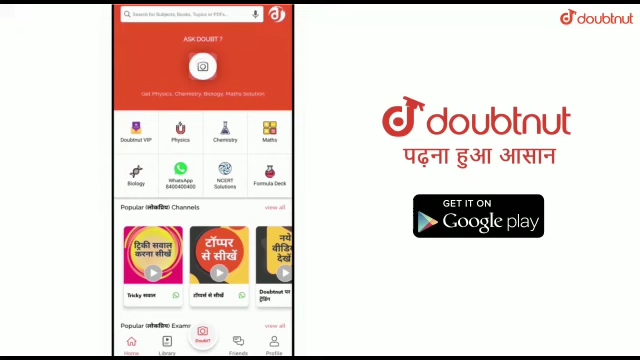 Search for Subjects, Books, Topics or PDFs...
doubtnut
ASK DOUBT ?
Get Physics, Chemistry, Biology, Maths Solution
Doubtnut VIP
Physics
Chemistry
Maths
Biology
WhatsApp
8400400400
NCERT
Solutions
Formula Deck
doubtnut
पढ़ना हुआ आसान
GET IT ON
Google play
Popular (लोकप्रिय) Channels
view all
ट्रिकी सवाल
करना सीखें
टॉप्पर
से सीखें
नये
वीडि
देखें
Tricky सवाल
टॉपर्स से सीखें
Doubtnut पर
ट्रेंडिंग
Popular (लोकप्रिय) Exams
view all
Doubt?
Home
Library
Friends
Profile